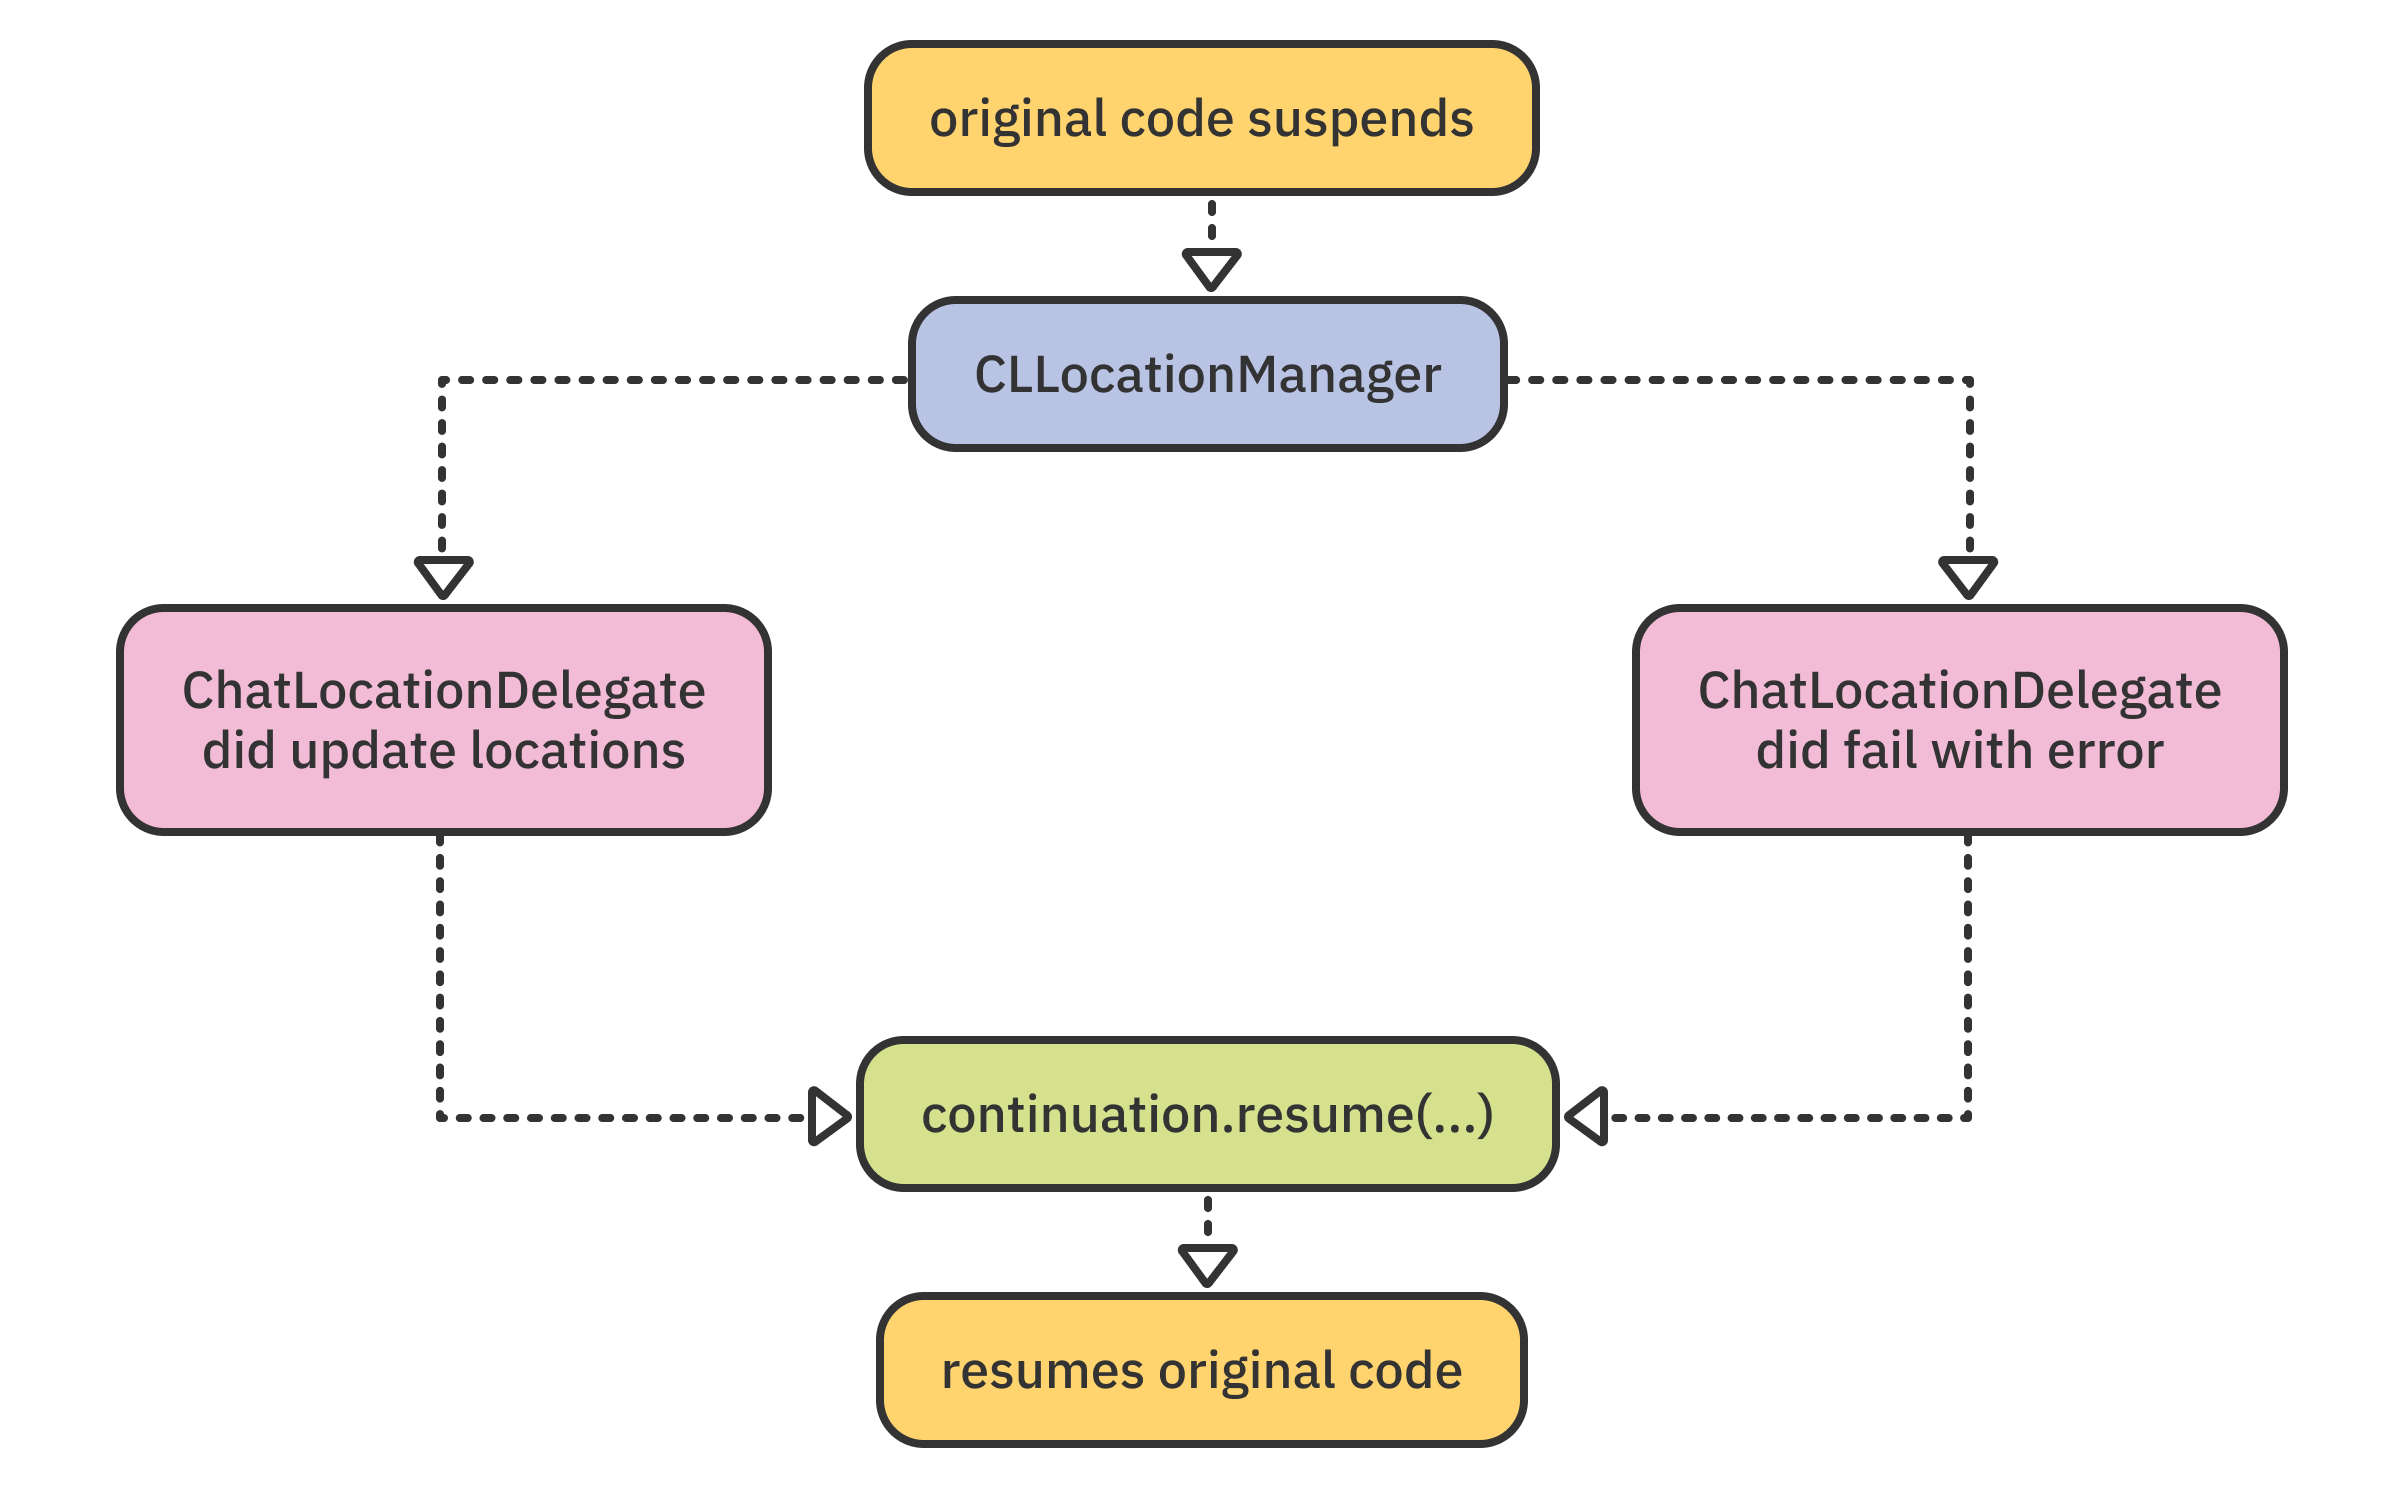 original code suspends
CLLocationManager
ChatLocationDelegate
did update locations
ChatLocationDelegate
did fail with error
continuation.resume(...)
resumes original code